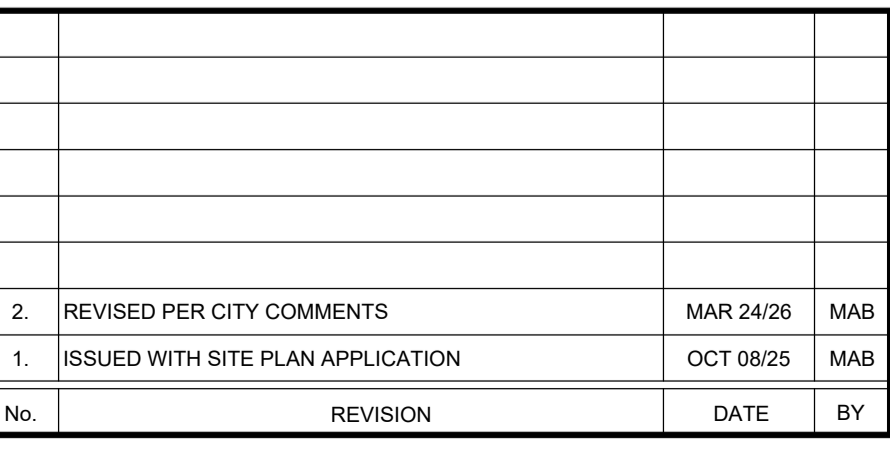 2. REVISED PER CITY COMMENTS MAR 24/26 MAB
1. ISSUED WITH SITE PLAN APPLICATION OCT 08/25 MAB
No. REVISION DATE BY